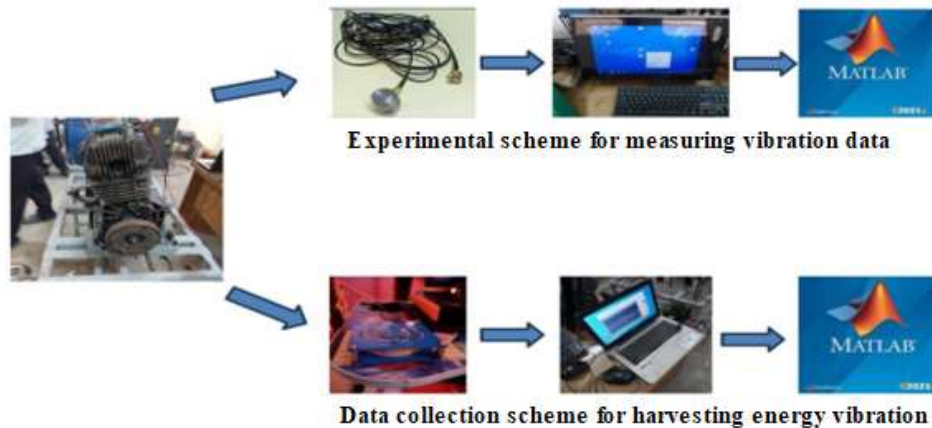 MATLAB
Experimental scheme for measuring vibration data
MATLAB
Data collection scheme for harvesting energy vibration